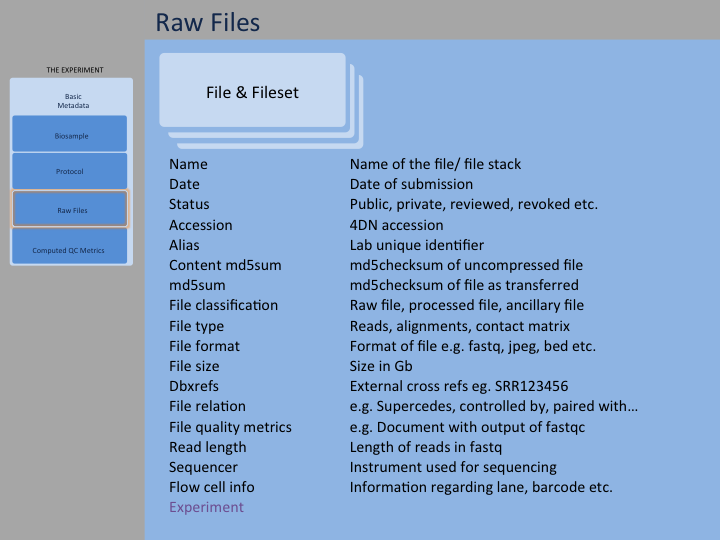 Raw Files
THE EXPERIMENT
Basic
Metadata
Biosample
Protocol
Raw Files
Computed QC Metrics
File & Fileset
Name Name of the file/ file stack
Date Date of submission
Status Public, private, reviewed, revoked etc.
Accession 4DN accession
Alias Lab unique identifier
Content md5sum md5checksum of uncompressed file
md5sum md5checksum of file as transferred
File classification Raw file, processed file, ancillary file
File type Reads, alignments, contact matrix
File format Format of file e.g. fastq, jpeg, bed etc.
File size Size in Gb
Dbxrefs External cross refs eg. SRR123456
File relation e.g. Supercedes, controlled by, paired with...
File quality metrics e.g. Document with output of fastqc
Read length Length of reads in fastq
Sequencer Instrument used for sequencing
Flow cell info Information regarding lane, barcode etc.
Experiment